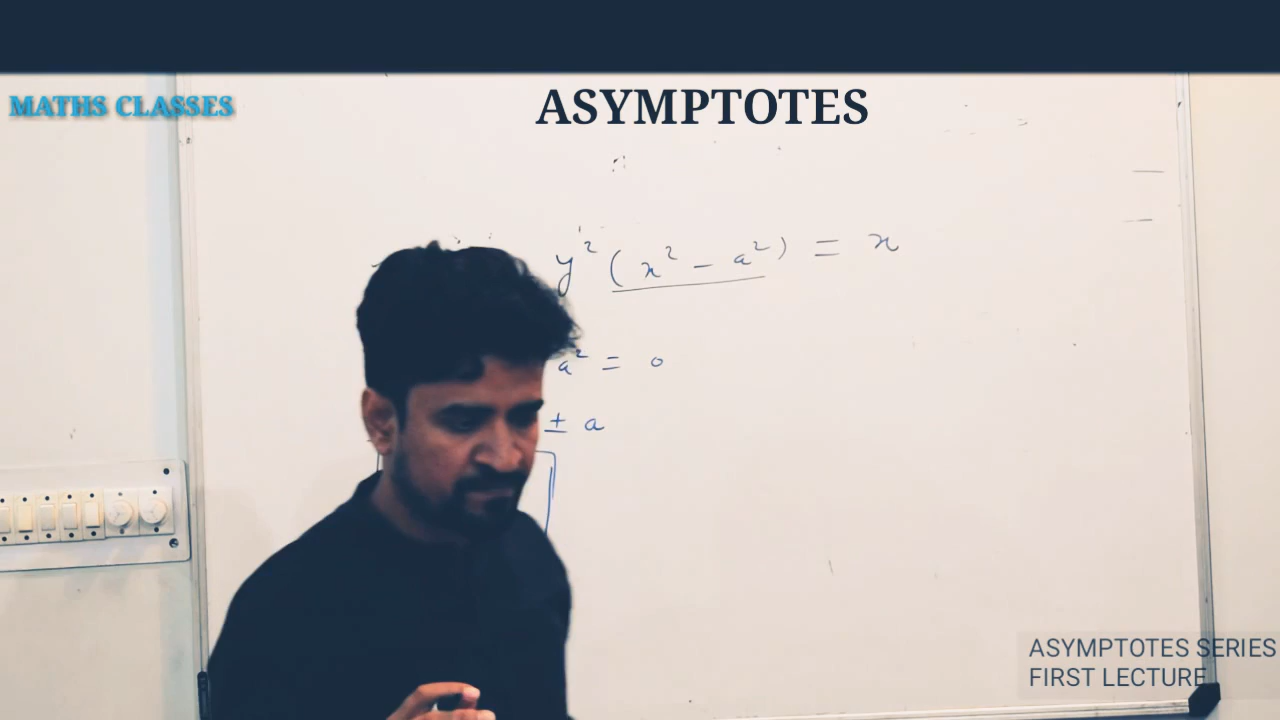 MATHS CLASSES
ASYMPTOTES
y² (x² - a²) = x
a² = 0
± a
ASYMPTOTES SERIES
FIRST LECTURE